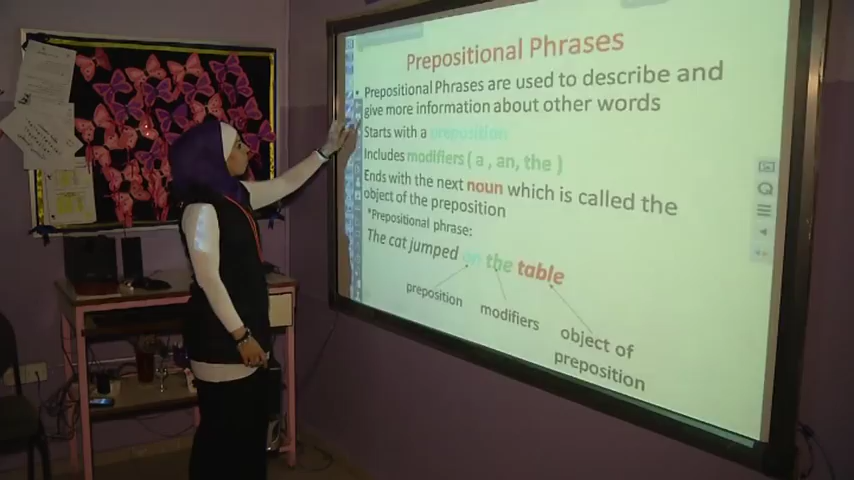 Prepositional Phrases
• Prepositional Phrases are used to describe and
give more information about other words
Starts with a preposition
Includes modifiers ( a , an, the )
Ends with the next noun which is called the
object of the preposition
*Prepositional phrase:
The cat jumped on the table
preposition
modifiers
object of
preposition